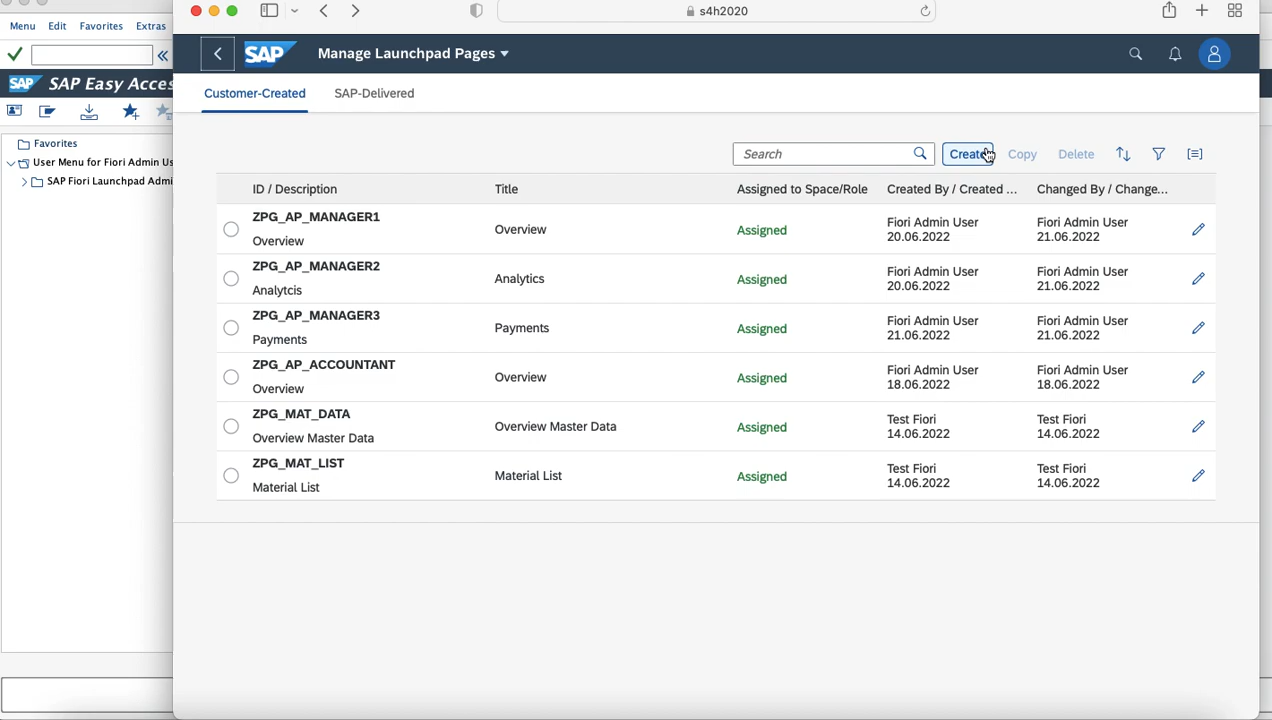 Menu Edit Favorites Extras
s4h2020
SAP Manage Launchpad Pages
SAP SAP Easy Acces
Customer-Created SAP-Delivered
Favorites
User Menu for Fiori Admin Us
SAP Fiori Launchpad Admi
Search Create Copy Delete
ID / Description Title Assigned to Space/Role Created By / Created ... Changed By / Change...
ZPG_AP_MANAGER1
Overview
Overview
Assigned
Fiori Admin User
20.06.2022
Fiori Admin User
21.06.2022
ZPG_AP_MANAGER2
Analytcis
Analytics
Assigned
Fiori Admin User
20.06.2022
Fiori Admin User
21.06.2022
ZPG_AP_MANAGER3
Payments
Payments
Assigned
Fiori Admin User
21.06.2022
Fiori Admin User
21.06.2022
ZPG_AP_ACCOUNTANT
Overview
Overview
Assigned
Fiori Admin User
18.06.2022
Fiori Admin User
18.06.2022
ZPG_MAT_DATA
Overview Master Data
Overview Master Data
Assigned
Test Fiori
14.06.2022
Test Fiori
14.06.2022
ZPG_MAT_LIST
Material List
Material List
Assigned
Test Fiori
14.06.2022
Test Fiori
14.06.2022